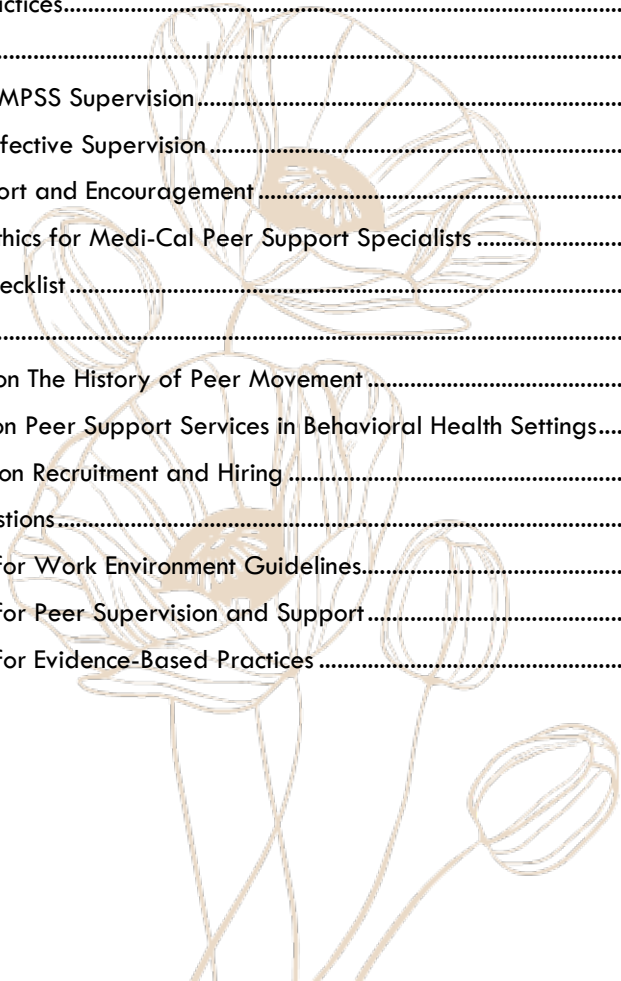 ctices..........................................................................................
..........................................................................................
MPSS Supervision..........................................................................................
ffective Supervision..........................................................................................
ort and Encouragement..........................................................................................
thics for Medi-Cal Peer Support Specialists..........................................................................................
ecklist..........................................................................................
..........................................................................................
on The History of Peer Movement..........................................................................................
on Peer Support Services in Behavioral Health Settings....
on Recruitment and Hiring..........................................................................................
stions..........................................................................................
for Work Environment Guidelines..........................................................................................
for Peer Supervision and Support..........................................................................................
for Evidence-Based Practices..........................................................................................